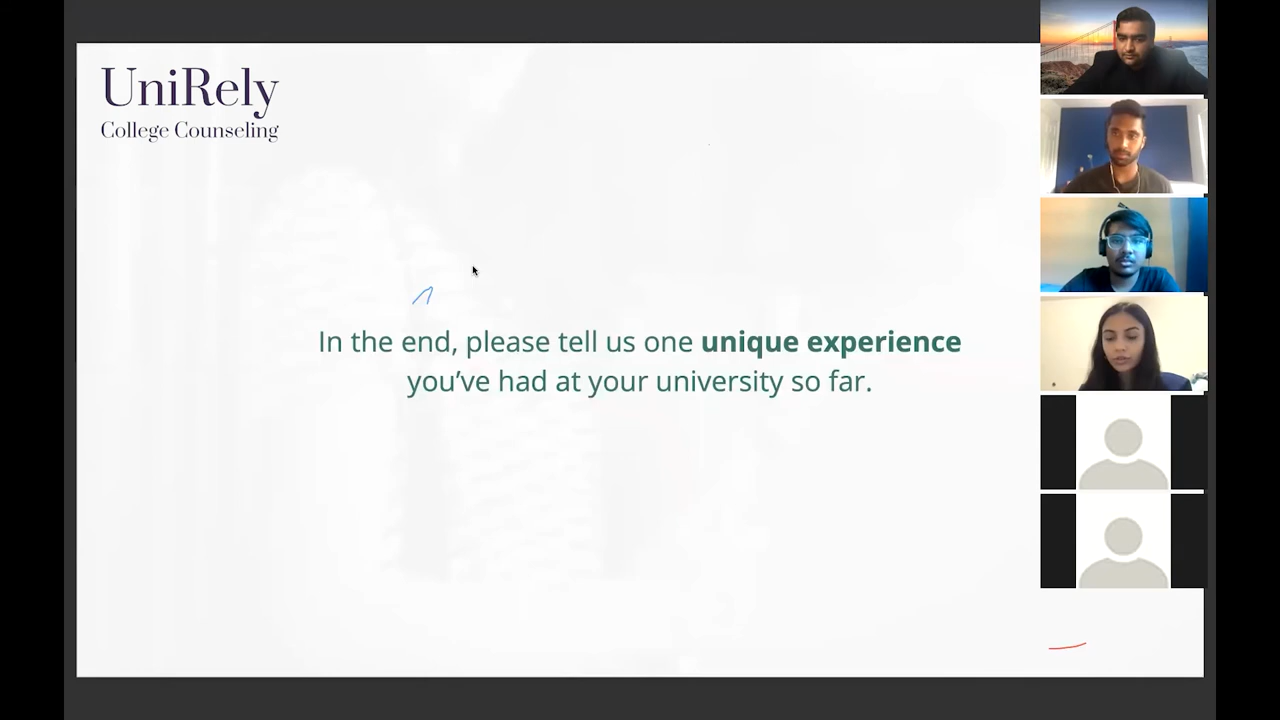 UniRely
College Counseling
In the end, please tell us one unique experience
you’ve had at your university so far.